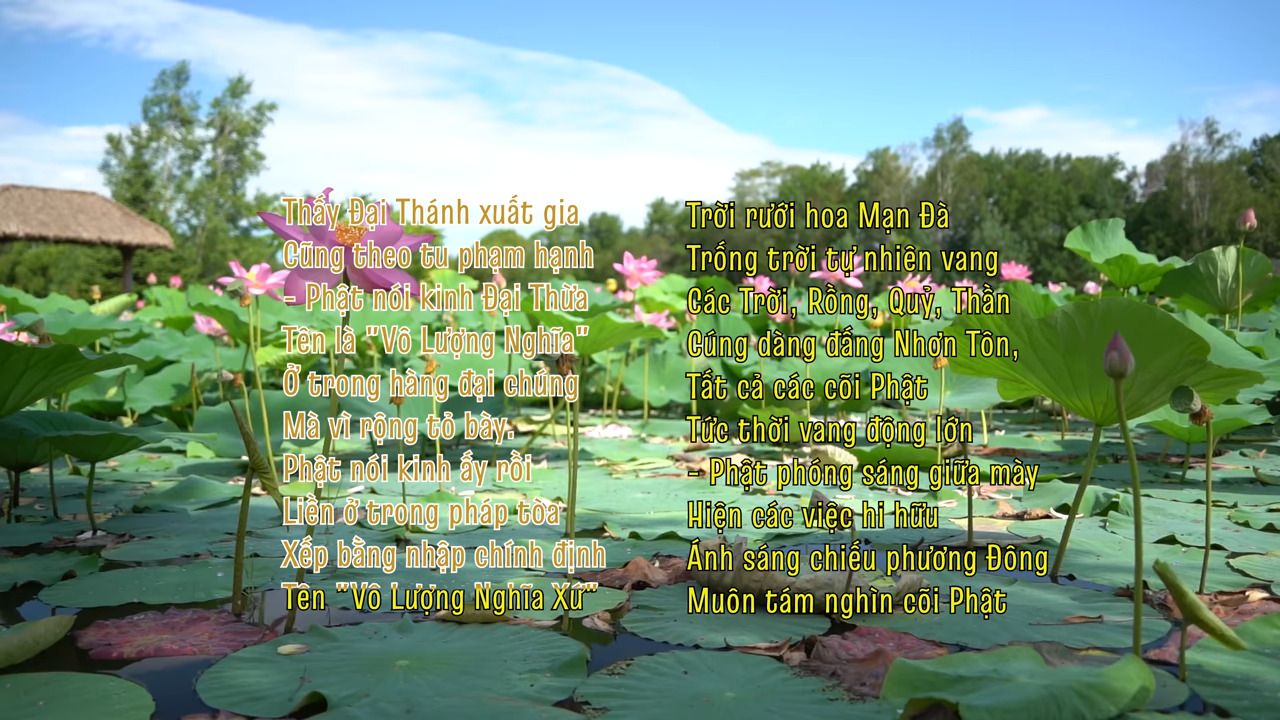 Thấy Đại Thánh xuất gia
Cũng theo tu phạm hạnh
- Phật nói kinh Đại Thừa
Tên là "Vô Lượng Nghĩa"
Ở trong hàng đại chúng
Mà vì rộng tỏ bày.
Phật nói kinh ấy rồi
Liền ở trong pháp tòa
Xếp bằng nhập chính định
Tên "Vô Lượng Nghĩa Xứ"
Trời rưới hoa Mạn Đà
Trống trời tự nhiên vang
Các Trời, Rồng, Quỷ, Thần
Cúng dàng đấng Nhơn Tôn,
Tất cả các cõi Phật
Tức thời vang động lớn
- Phật phóng sáng giữa mày
Hiện các việc hi hữu
Ánh sáng chiếu phương Đông
Muôn tám nghìn cõi Phật